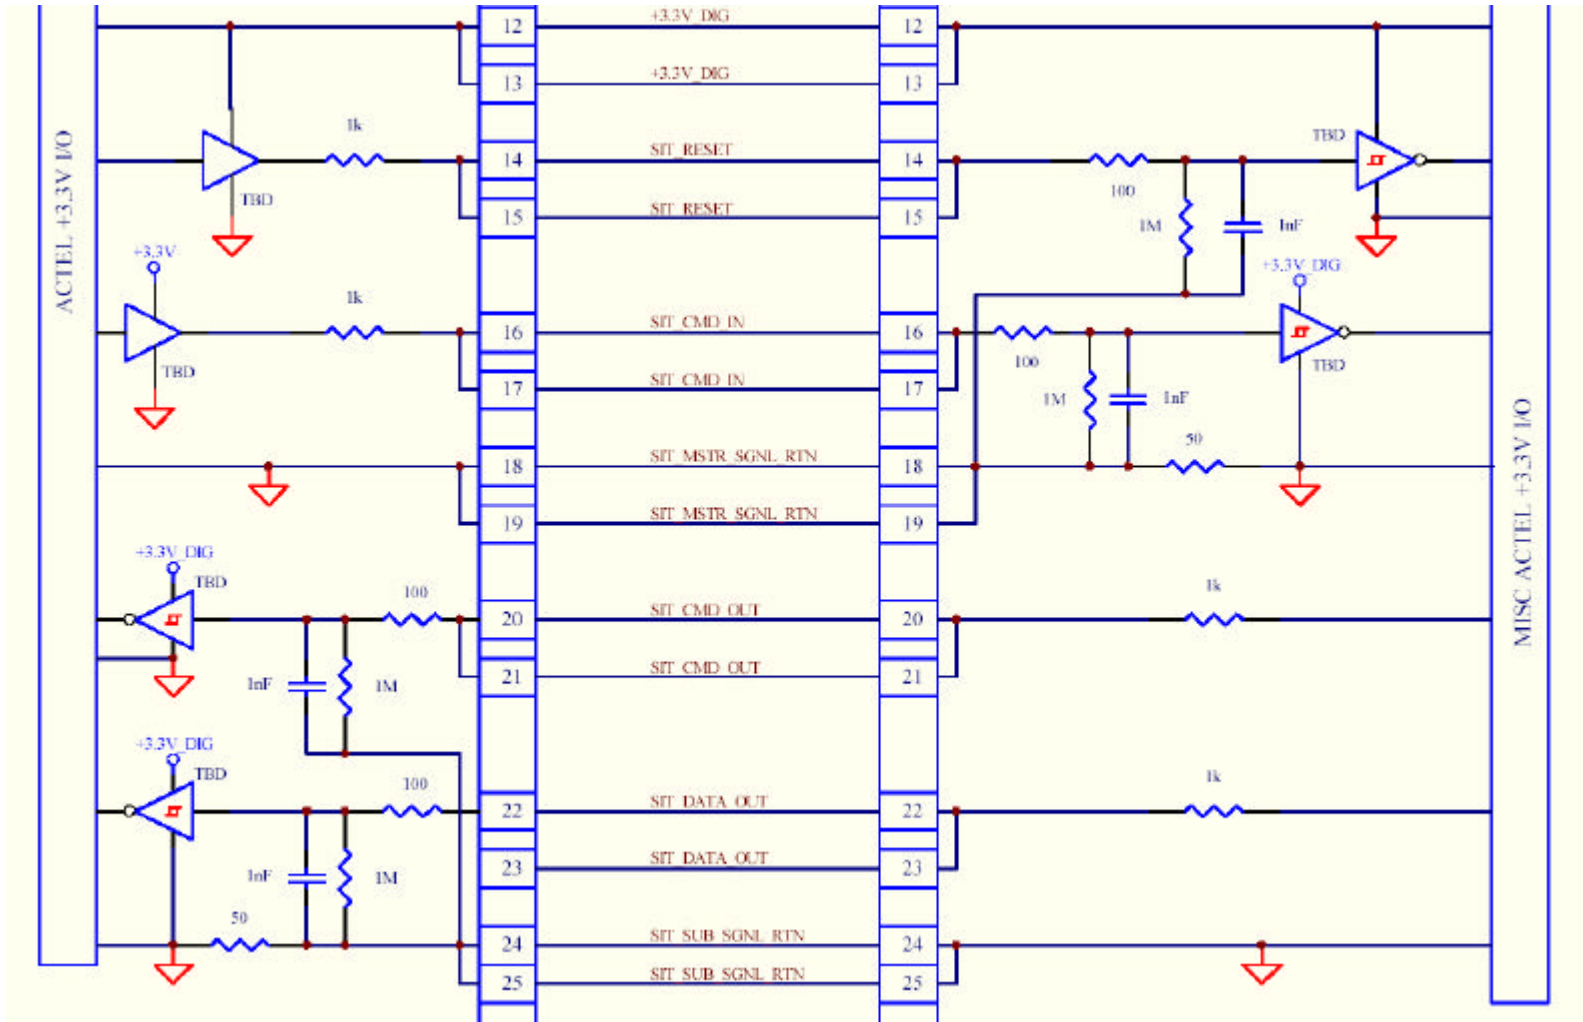 +3.3V_DIG
12
12
+3.3V_DIG
13
13
1k
TBD
SIT_RESET
14
14
100
TBD
SIT_RESET
15
15
1M
1nF
+3.3V
+3.3V_DIG
1k
SIT_CMD_IN
16
16
TBD
100
TBD
SIT_CMD_IN
17
17
1M
1nF
50
SIT_MSTR_SGNL_RTN
18
18
SIT_MSTR_SGNL_RTN
19
19
+3.3V_DIG
TBD
100
1k
SIT_CMD_OUT
20
20
SIT_CMD_OUT
21
21
1nF
1M
+3.3V_DIG
TBD
100
1k
SIT_DATA_OUT
22
22
SIT_DATA_OUT
23
23
1nF
1M
50
SIT_SUB_SGNL_RTN
24
24
SIT_SUB_SGNL_RTN
25
25
ACTEL +3.3V I/O
MISC ACTEL +3.3V I/O